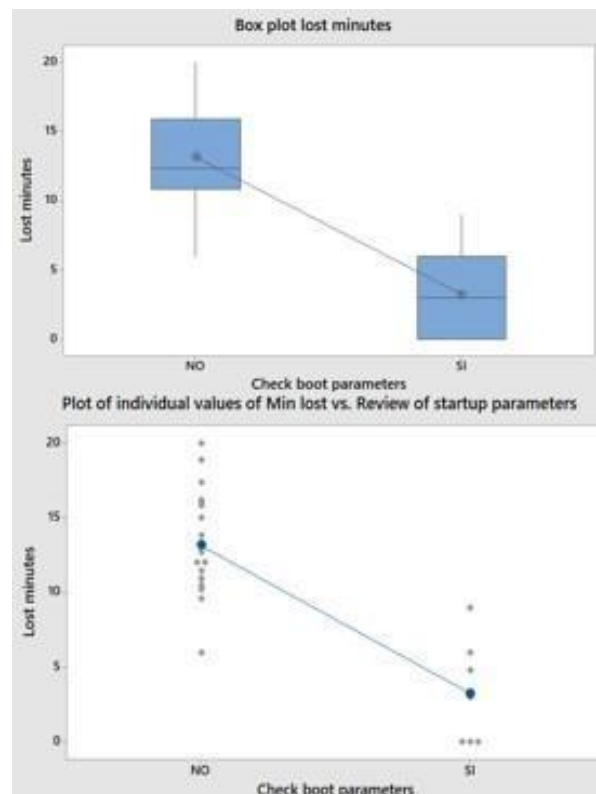 Box plot lost minutes
20
15
10
5
0
Lost minutes
NO
SI
Check boot parameters
Plot of individual values of Min lost vs. Review of startup parameters
20
15
10
5
0
Lost minutes
NO
SI
Check boot parameters